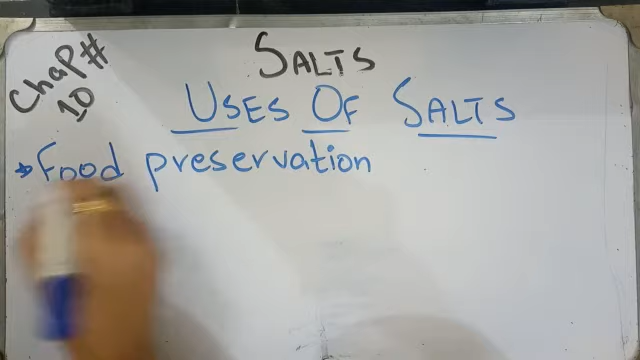 Chap#
10
SALTS
USES OF SALTS
→ Food preservation